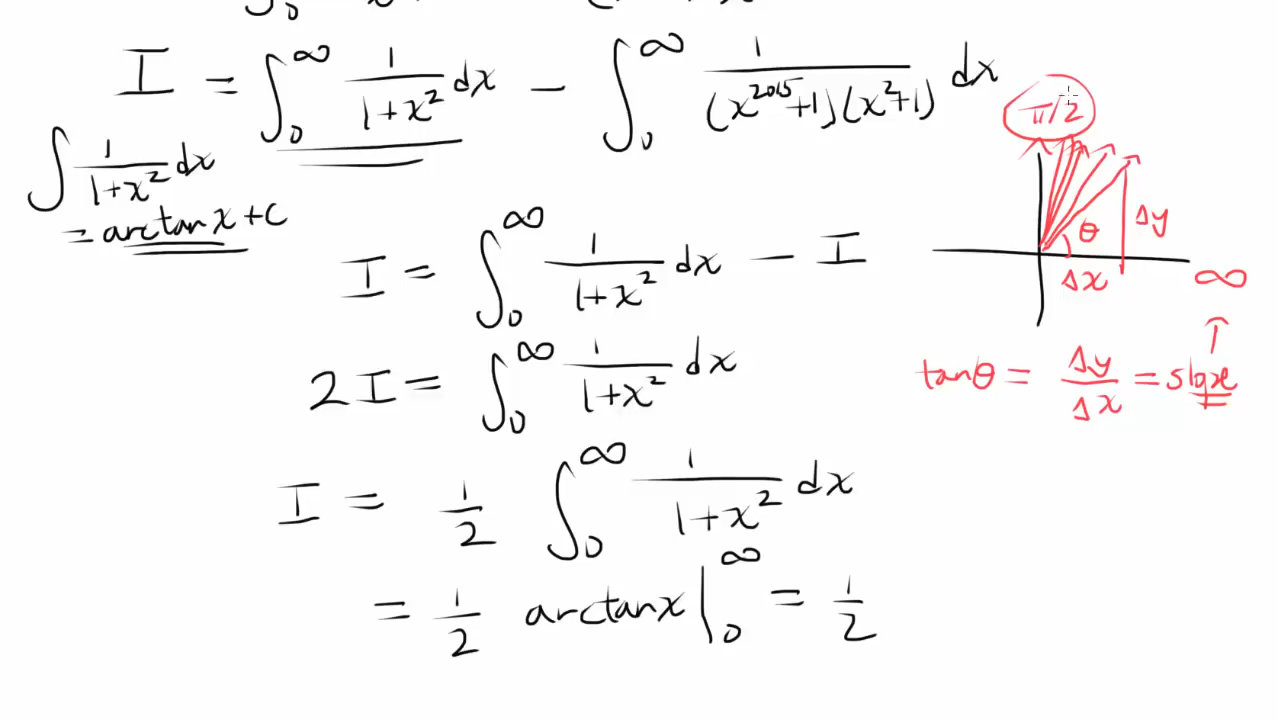 I = ∫₀^∞ 1/(1+x²) dx − ∫₀^∞ 1/((x²⁰¹⁵+1)(x²+1)) dx
∫ 1/(1+x²) dx
= arctan x + C
I = ∫₀^∞ 1/(1+x²) dx − I
2I = ∫₀^∞ 1/(1+x²) dx
I = 1/2 ∫₀^∞ 1/(1+x²) dx
= 1/2 arctan x |₀^∞ = 1/2
π/2
θ
Δy
Δx
∞
tanθ = Δy/Δx = slope